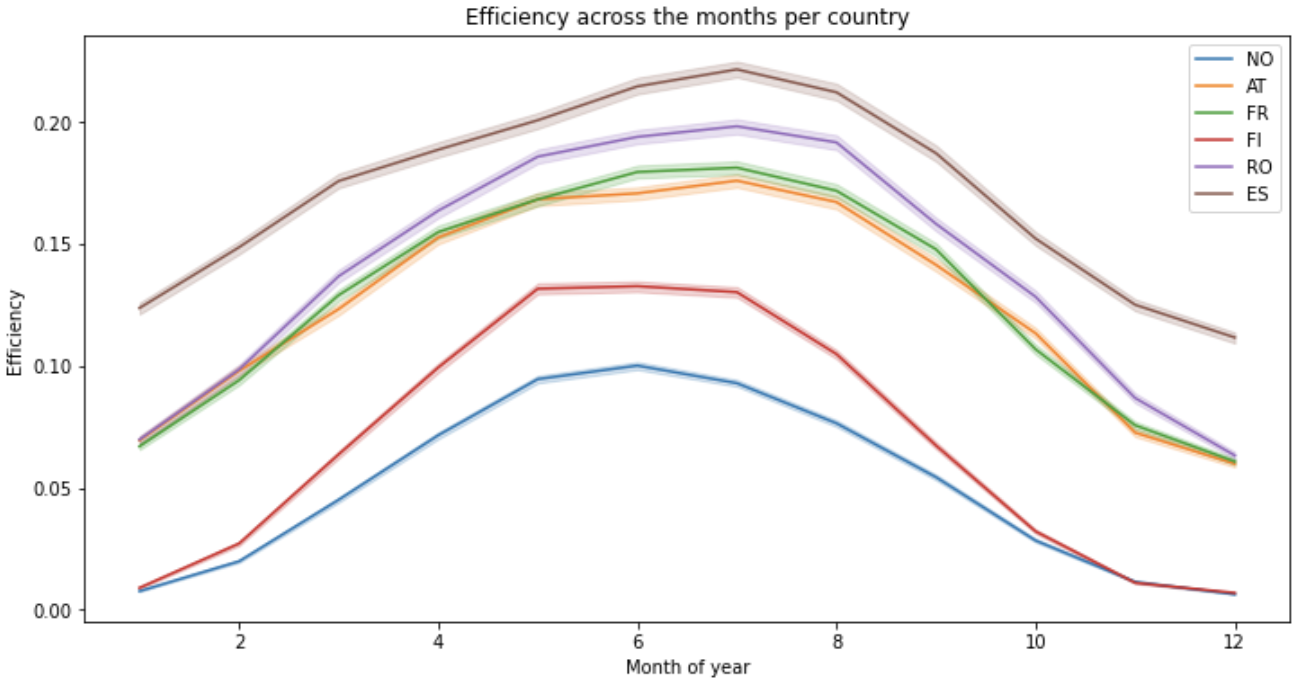 Efficiency across the months per country
NO
AT
FR
FI
RO
ES
Efficiency
0.20
0.15
0.10
0.05
0.00
2 4 6 8 10 12
Month of year